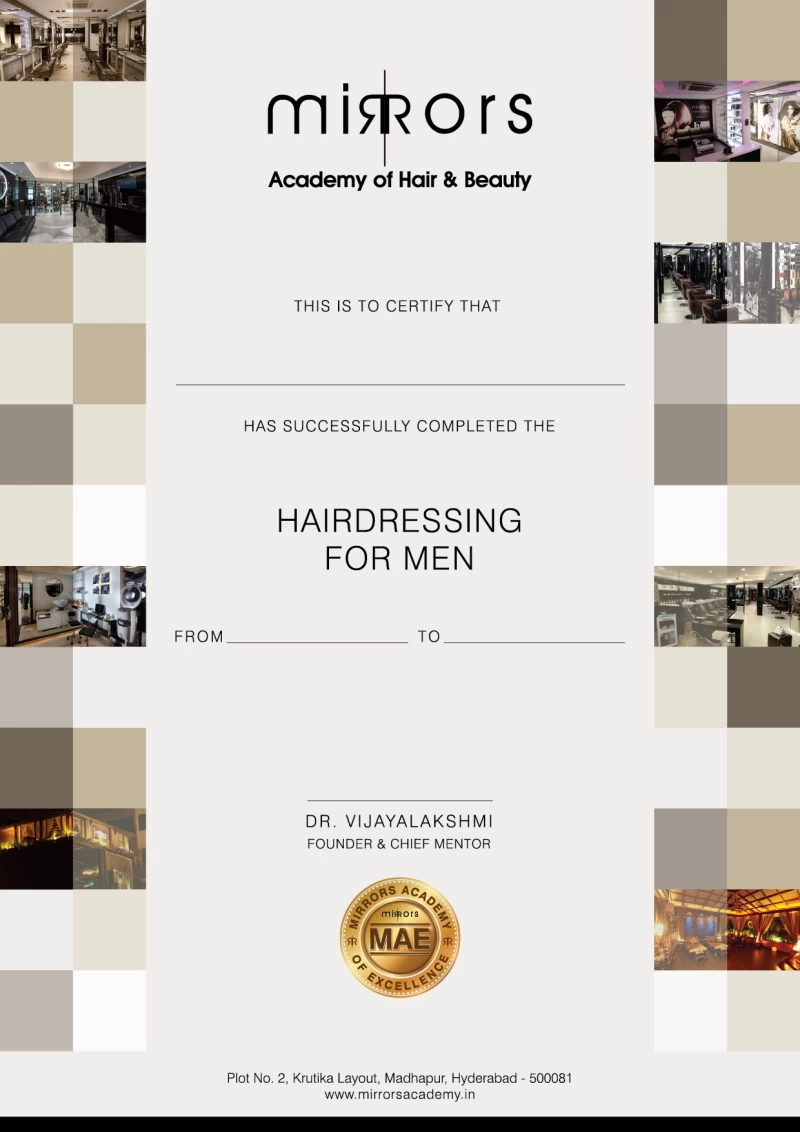 mirrors
Academy of Hair & Beauty
THIS IS TO CERTIFY THAT
HAS SUCCESSFULLY COMPLETED THE
HAIRDRESSING
FOR MEN
FROM TO
DR. VIJAYALAKSHMI
FOUNDER & CHIEF MENTOR
MIRRORS ACADEMY
mirrors
MAE
OF EXCELLENCE
Plot No. 2, Krutika Layout, Madhapur, Hyderabad - 500081
www.mirrorsacademy.in